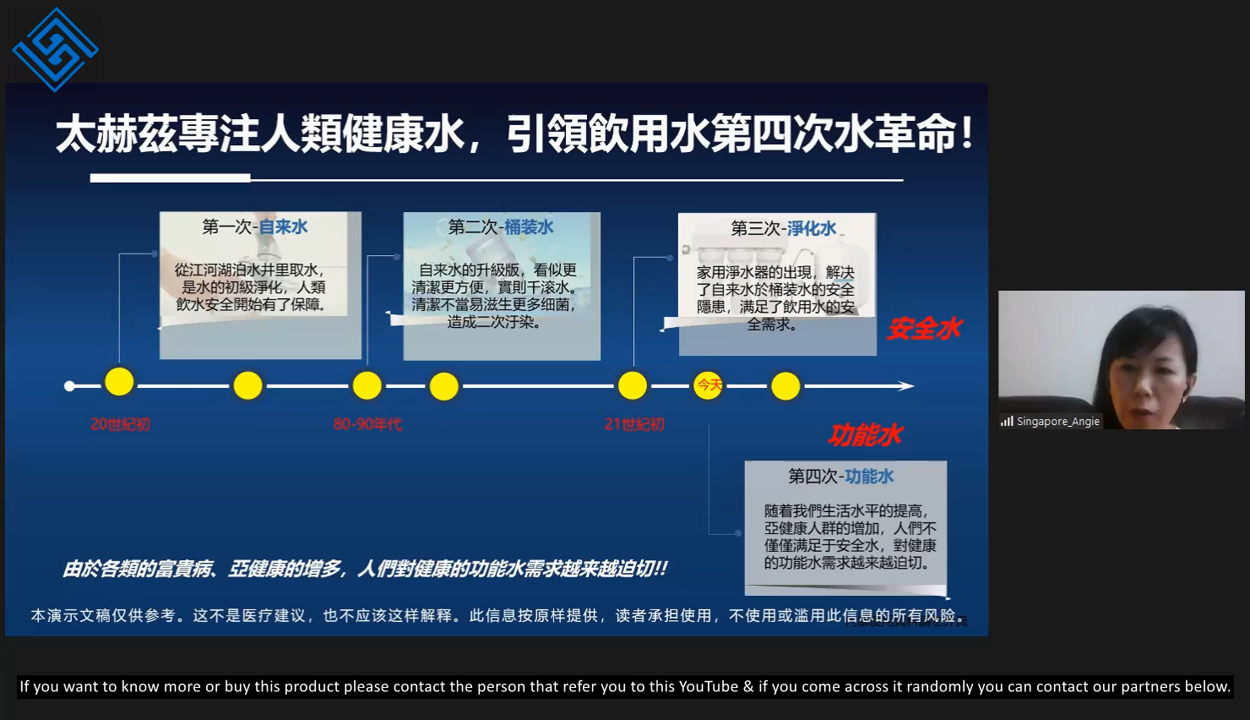 太赫茲專注人類健康水，引領飲用水第四次水革命！
第一次-自来水
從江河湖泊水井里取水，
是水的初級淨化，人類
飲水安全開始有了保障。
第二次-桶装水
自来水的升級版，看似更
清潔更方便，實則千滚水。
清潔不當易滋生更多细菌，
造成二次汙染。
第三次-淨化水
家用淨水器的出現，解决
了自来水於桶装水的安全
隱患，满足了飲用水的安
全需求。
安全水
今天
20世紀初
80-90年代
21世紀初
功能水
第四次-功能水
随着我們生活水平的提高，
亞健康人群的增加，人們不
僅僅满足于安全水，對健康
的功能水需求越来越迫切。
由於各類的富貴病、亞健康的增多，人們對健康的功能水需求越来越迫切!!
本演示文稿仅供参考。这不是医疗建议，也不应该这样解释。此信息按原样提供，读者承担使用，不使用或滥用此信息的所有风险。
Singapore_Angie
If you want to know more or buy this product please contact the person that refer you to this YouTube & if you come across it randomly you can contact our partners below.